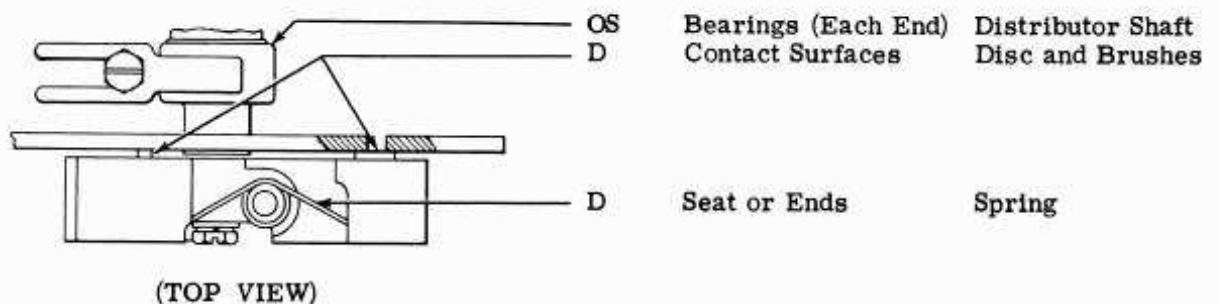 OS Bearings (Each End) Distributor Shaft
D Contact Surfaces Disc and Brushes
D Seat or Ends Spring
(TOP VIEW)